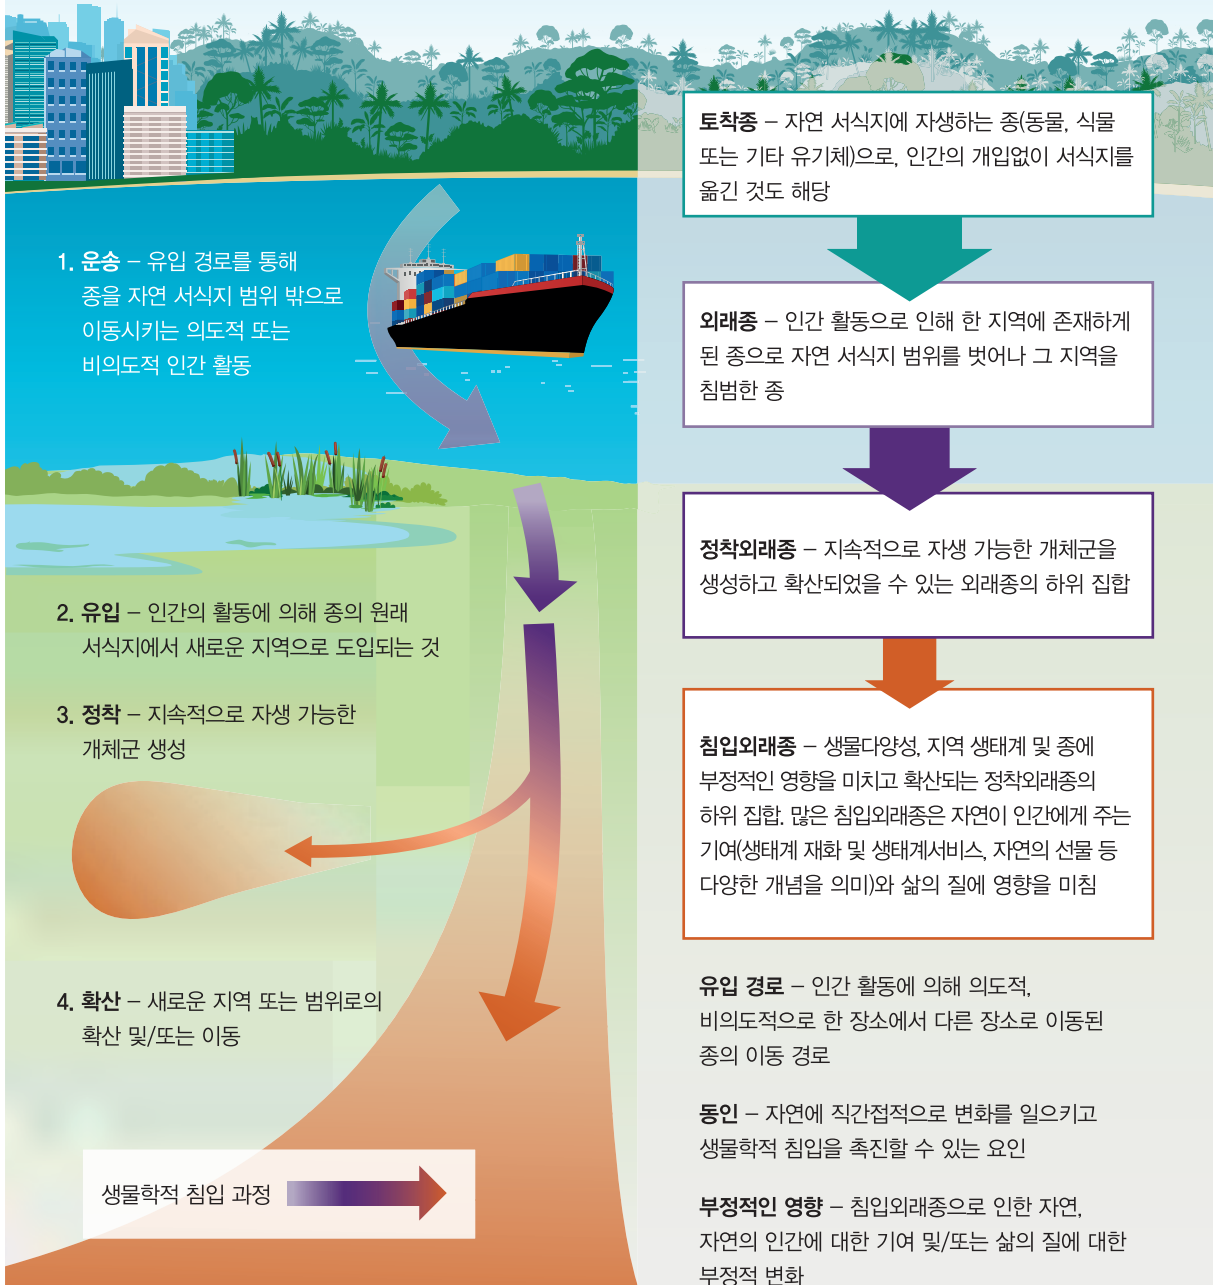 1. 운송 – 유입 경로를 통해
종을 자연 서식지 범위 밖으로
이동시키는 의도적 또는
비의도적 인간 활동
2. 유입 – 인간의 활동에 의해 종의 원래
서식지에서 새로운 지역으로 도입되는 것
3. 정착 – 지속적으로 자생 가능한
개체군 생성
4. 확산 – 새로운 지역 또는 범위로의
확산 및/또는 이동
생물학적 침입 과정
토착종 – 자연 서식지에 자생하는 종(동물, 식물
또는 기타 유기체)으로, 인간의 개입없이 서식지를
옮긴 것도 해당
외래종 – 인간 활동으로 인해 한 지역에 존재하게
된 종으로 자연 서식지 범위를 벗어나 그 지역을
침범한 종
정착외래종 – 지속적으로 자생 가능한 개체군을
생성하고 확산되었을 수 있는 외래종의 하위 집합
침입외래종 – 생물다양성, 지역 생태계 및 종에
부정적인 영향을 미치고 확산되는 정착외래종의
하위 집합. 많은 침입외래종은 자연이 인간에게 주는
기여(생태계 재화 및 생태계서비스, 자연의 선물 등
다양한 개념을 의미)와 삶의 질에 영향을 미침
유입 경로 – 인간 활동에 의해 의도적,
비의도적으로 한 장소에서 다른 장소로 이동된
종의 이동 경로
동인 – 자연에 직간접적으로 변화를 일으키고
생물학적 침입을 촉진할 수 있는 요인
부정적인 영향 – 침입외래종으로 인한 자연,
자연의 인간에 대한 기여 및/또는 삶의 질에 대한
부정적 변화